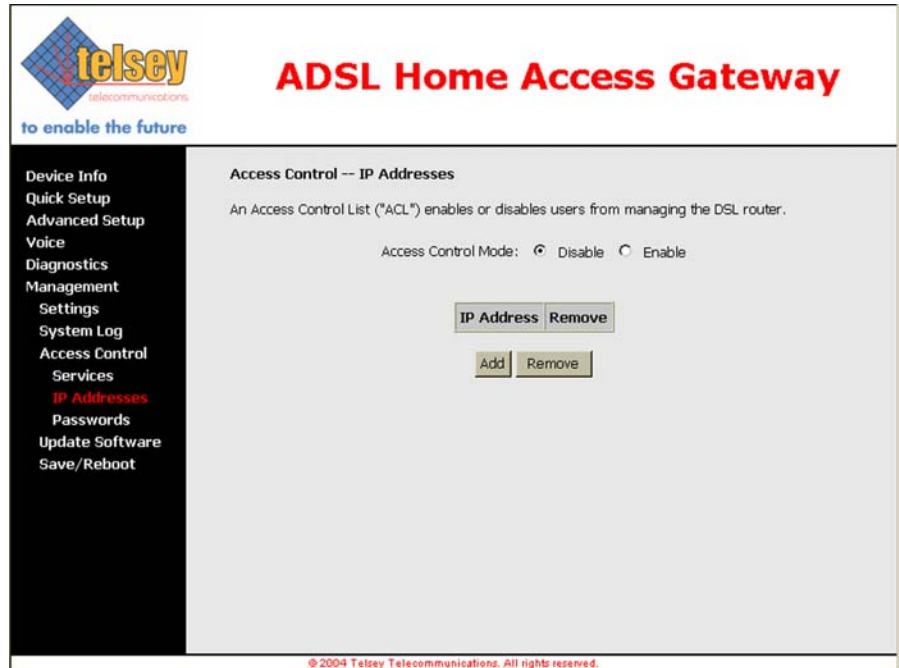 telsey
telecommunications
to enable the future
ADSL Home Access Gateway
Device Info
Quick Setup
Advanced Setup
Voice
Diagnostics
Management
Settings
System Log
Access Control
Services
IP Addresses
Passwords
Update Software
Save/Reboot
Access Control -- IP Addresses
An Access Control List ("ACL") enables or disables users from managing the DSL router.
Access Control Mode: Disable Enable
IP Address Remove
Add Remove
© 2004 Telsey Telecommunications. All rights reserved.